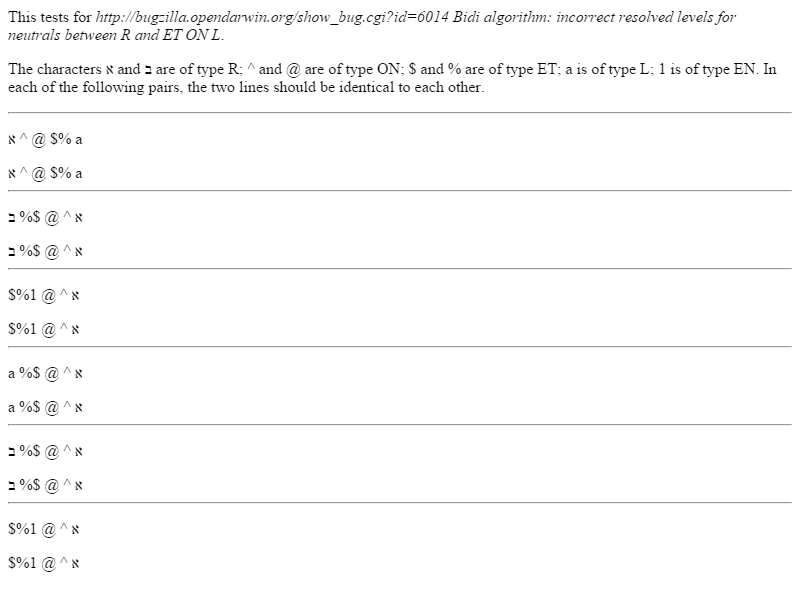 This tests for http://bugzilla.opendarwin.org/show_bug.cgi?id=6014 Bidi algorithm: incorrect resolved levels for
neutrals between R and ET ON L.
The characters א and ב are of type R; ^ and @ are of type ON; $ and % are of type ET; a is of type L; 1 is of type EN. In
each of the following pairs, the two lines should be identical to each other.
א ^ @ $% a
א ^ @ $% a
א ^ @ $% ב
א ^ @ $% ב
א ^ @ $%1
א ^ @ $%1
א ^ @ $% a
א ^ @ $% a
א ^ @ $% ב
א ^ @ $% ב
א ^ @ $%1
א ^ @ $%1